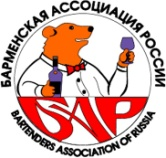 БАРМЕНСКАЯ АССОЦИАЦИЯ РОССИИ
БАР
BARTENDERS ASSOCIATION OF RUSSIA